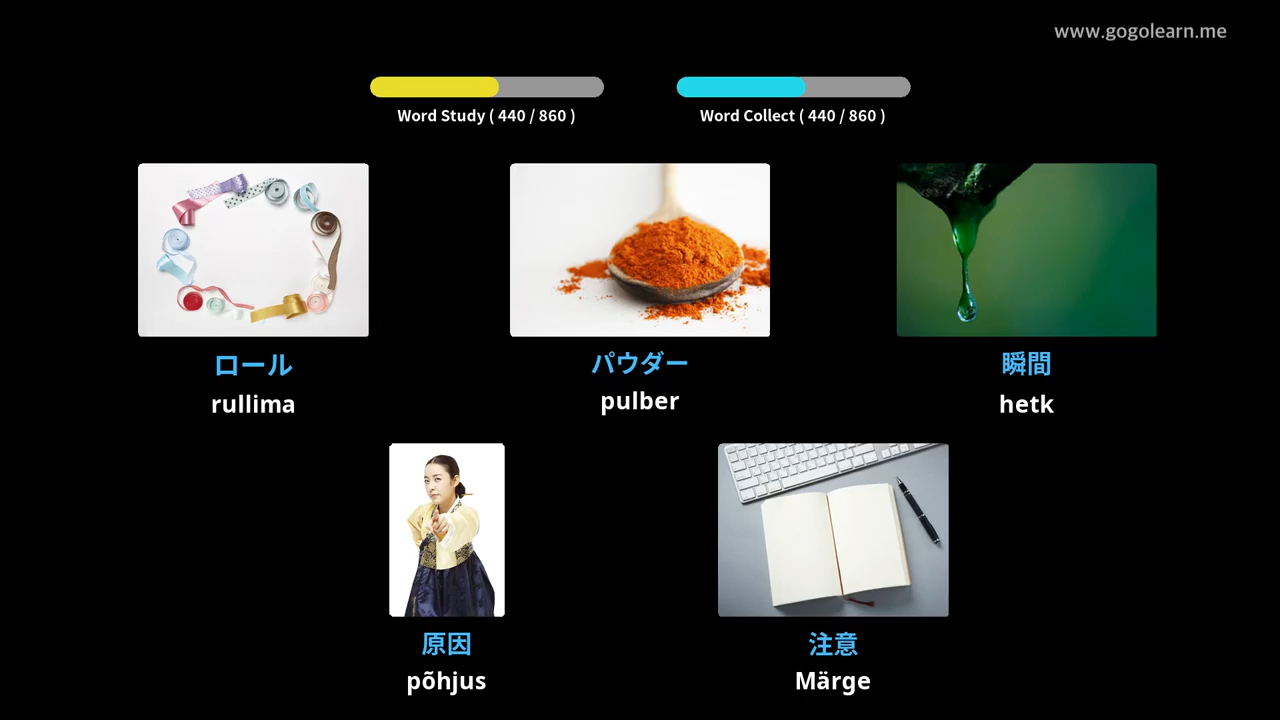 www.gogolearn.me
Word Study ( 440 / 860 )
Word Collect ( 440 / 860 )
ロール
rullima
パウダー
pulber
瞬間
hetk
原因
põhjus
注意
Märge